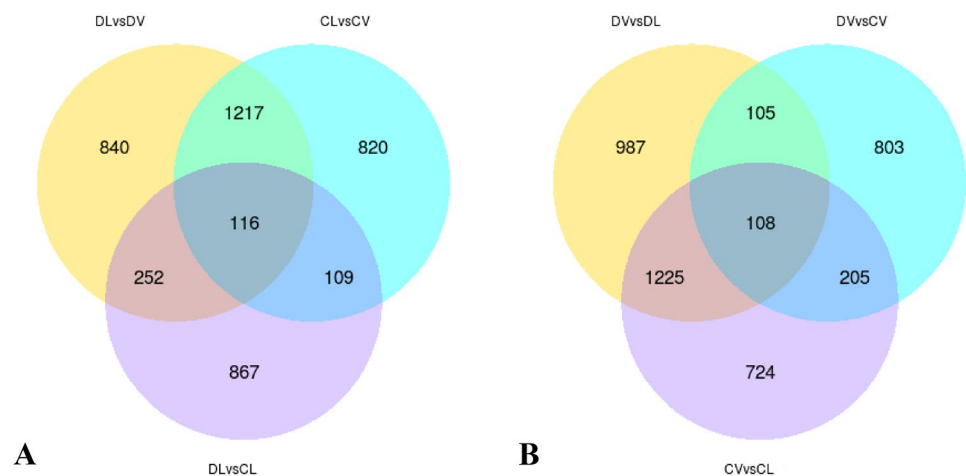 DLvsDV CLvsCV
840 1217 820
116
252 109
867
A DLvsCL
DVvsDL DVvsCV
987 105 803
108
1225 205
724
B CVvsCL